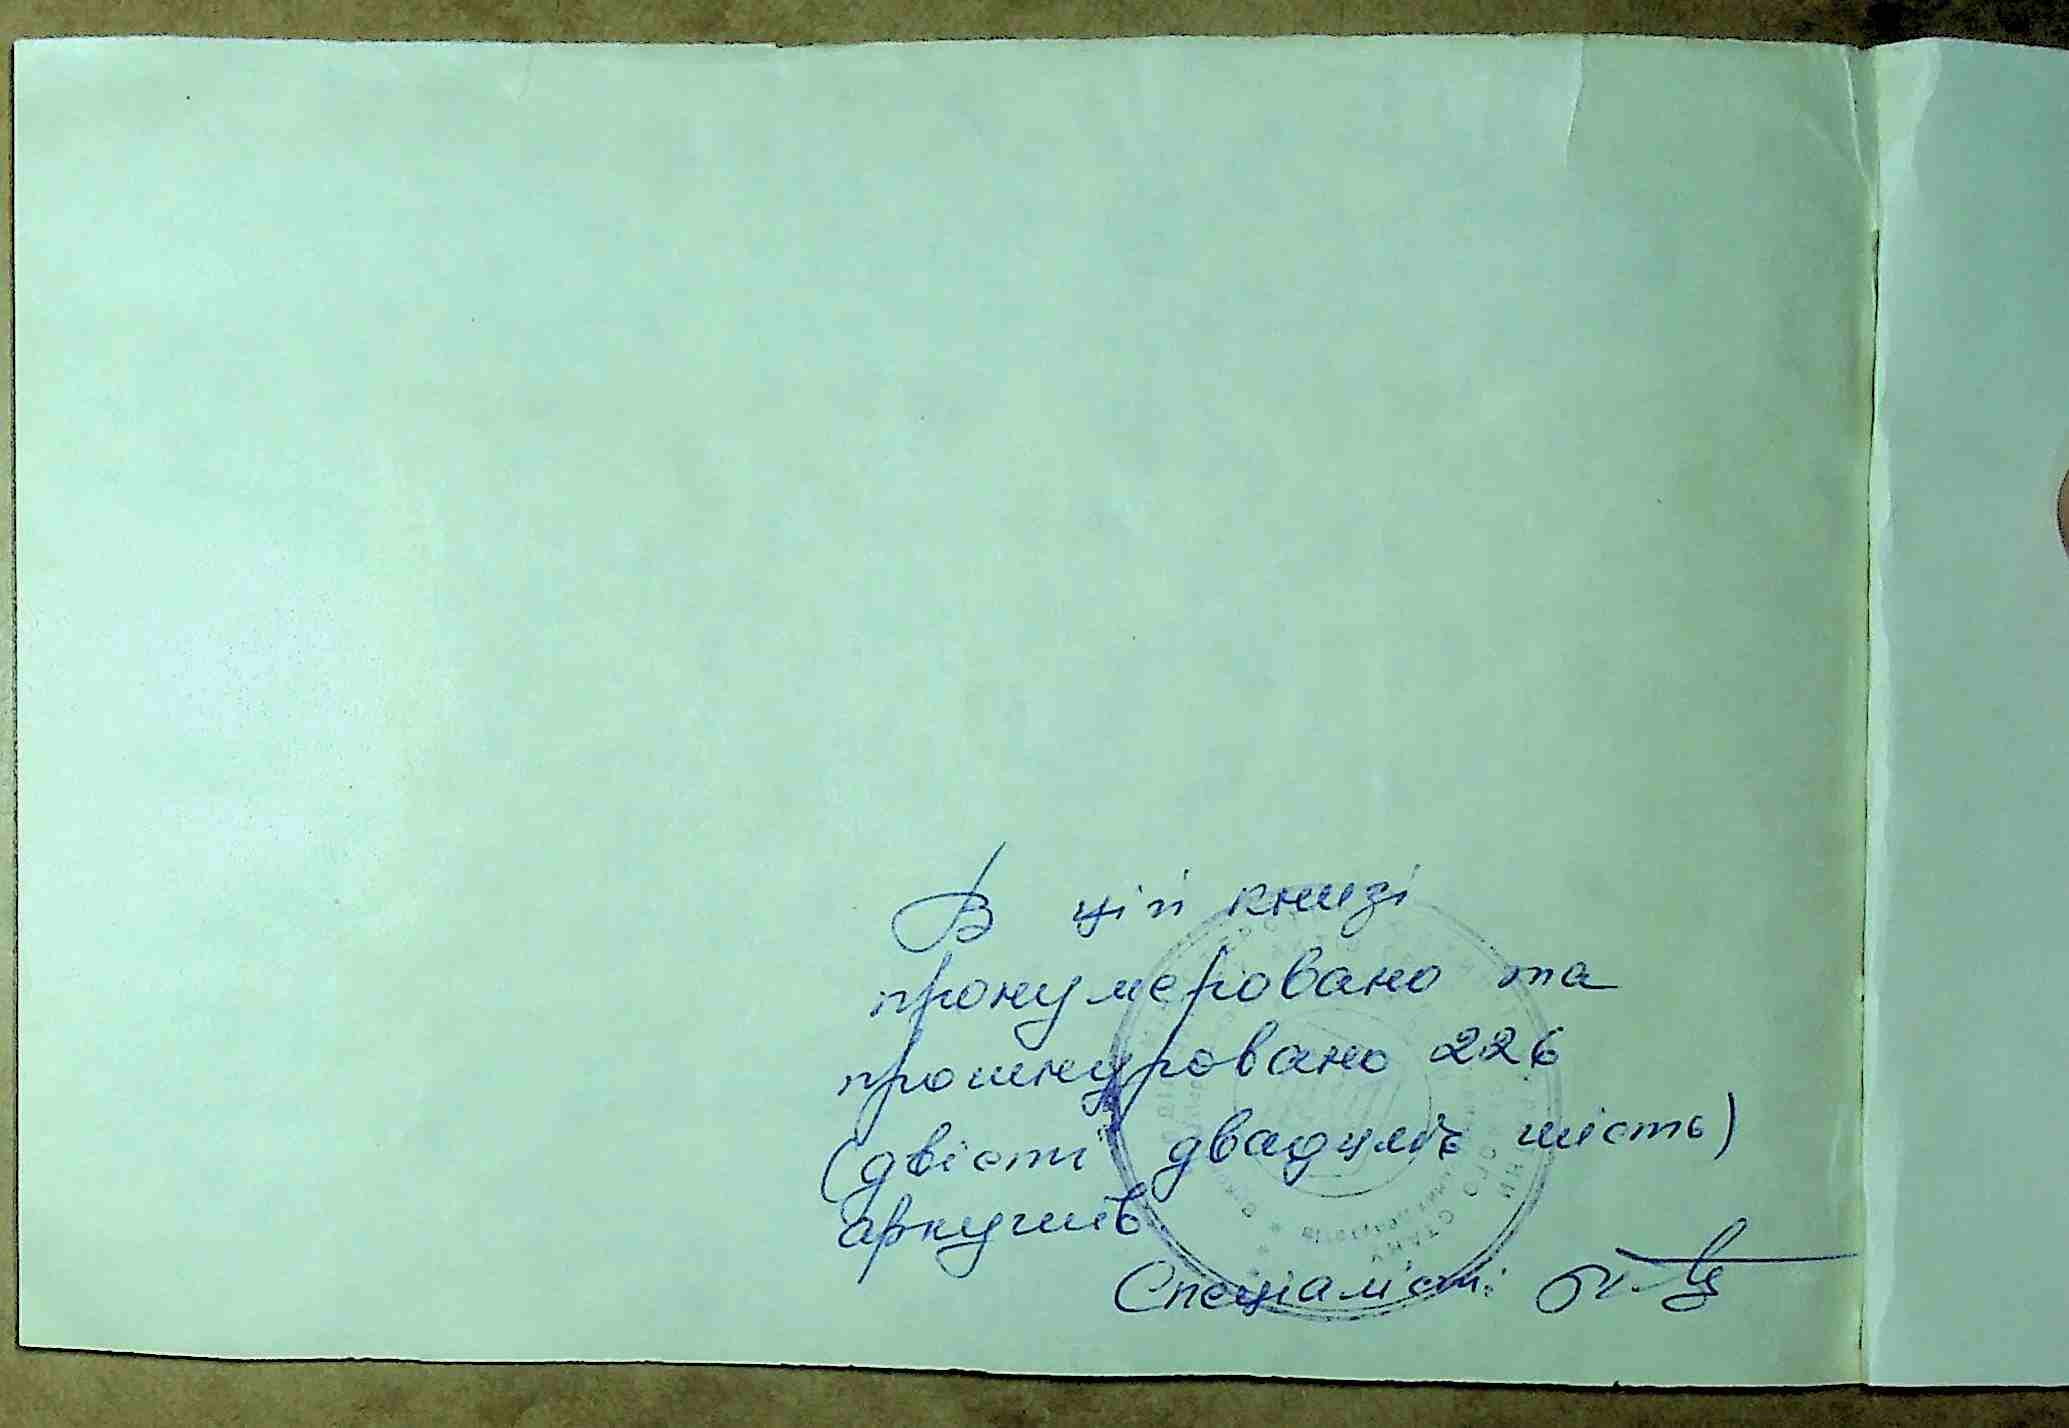 В цій книзі
пронумеровано та
прошнуровано 226
(двісті двадцять шість)
аркушів
Спеціаліст: